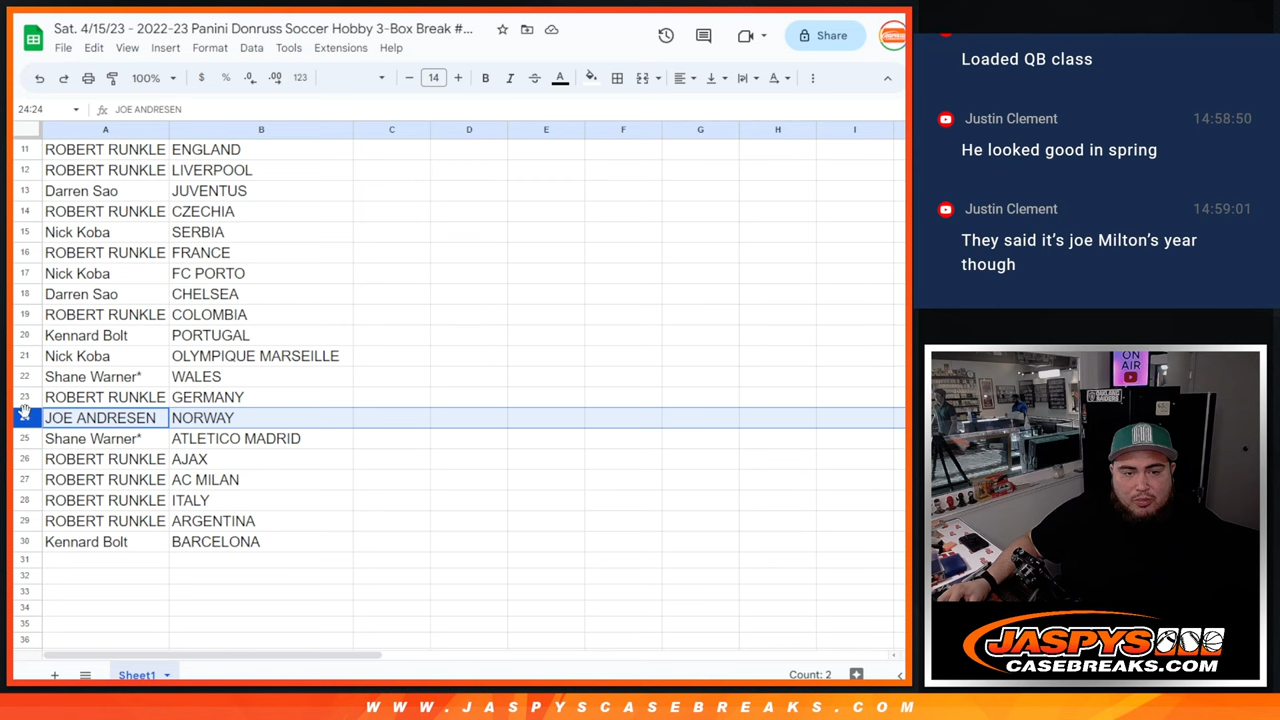 Sat. 4/15/23 - 2022-23 Panini Donruss Soccer Hobby 3-Box Break #...
File Edit View Insert Format Data Tools Extensions Help
Share
100% $ % .0 .00 123 14 B I A
24:24 fx JOE ANDRESEN
A B C D E F G H I
11 ROBERT RUNKLE ENGLAND
12 ROBERT RUNKLE LIVERPOOL
13 Darren Sao JUVENTUS
14 ROBERT RUNKLE CZECHIA
15 Nick Koba SERBIA
16 ROBERT RUNKLE FRANCE
17 Nick Koba FC PORTO
18 Darren Sao CHELSEA
19 ROBERT RUNKLE COLOMBIA
20 Kennard Bolt PORTUGAL
21 Nick Koba OLYMPIQUE MARSEILLE
22 Shane Warner* WALES
23 ROBERT RUNKLE GERMANY
JOE ANDRESEN NORWAY
25 Shane Warner* ATLETICO MADRID
26 ROBERT RUNKLE AJAX
27 ROBERT RUNKLE AC MILAN
28 ROBERT RUNKLE ITALY
29 ROBERT RUNKLE ARGENTINA
30 Kennard Bolt BARCELONA
31
32
33
34
35
36
Sheet1
Count: 2
Loaded QB class
Justin Clement 14:58:50
He looked good in spring
Justin Clement 14:59:01
They said it’s joe Milton’s year
though
ON
AIR
OAKLAND
RAIDERS
JASPYS
CASEBREAKS.COM
WWW.JASPYSCASEBREAKS.COM